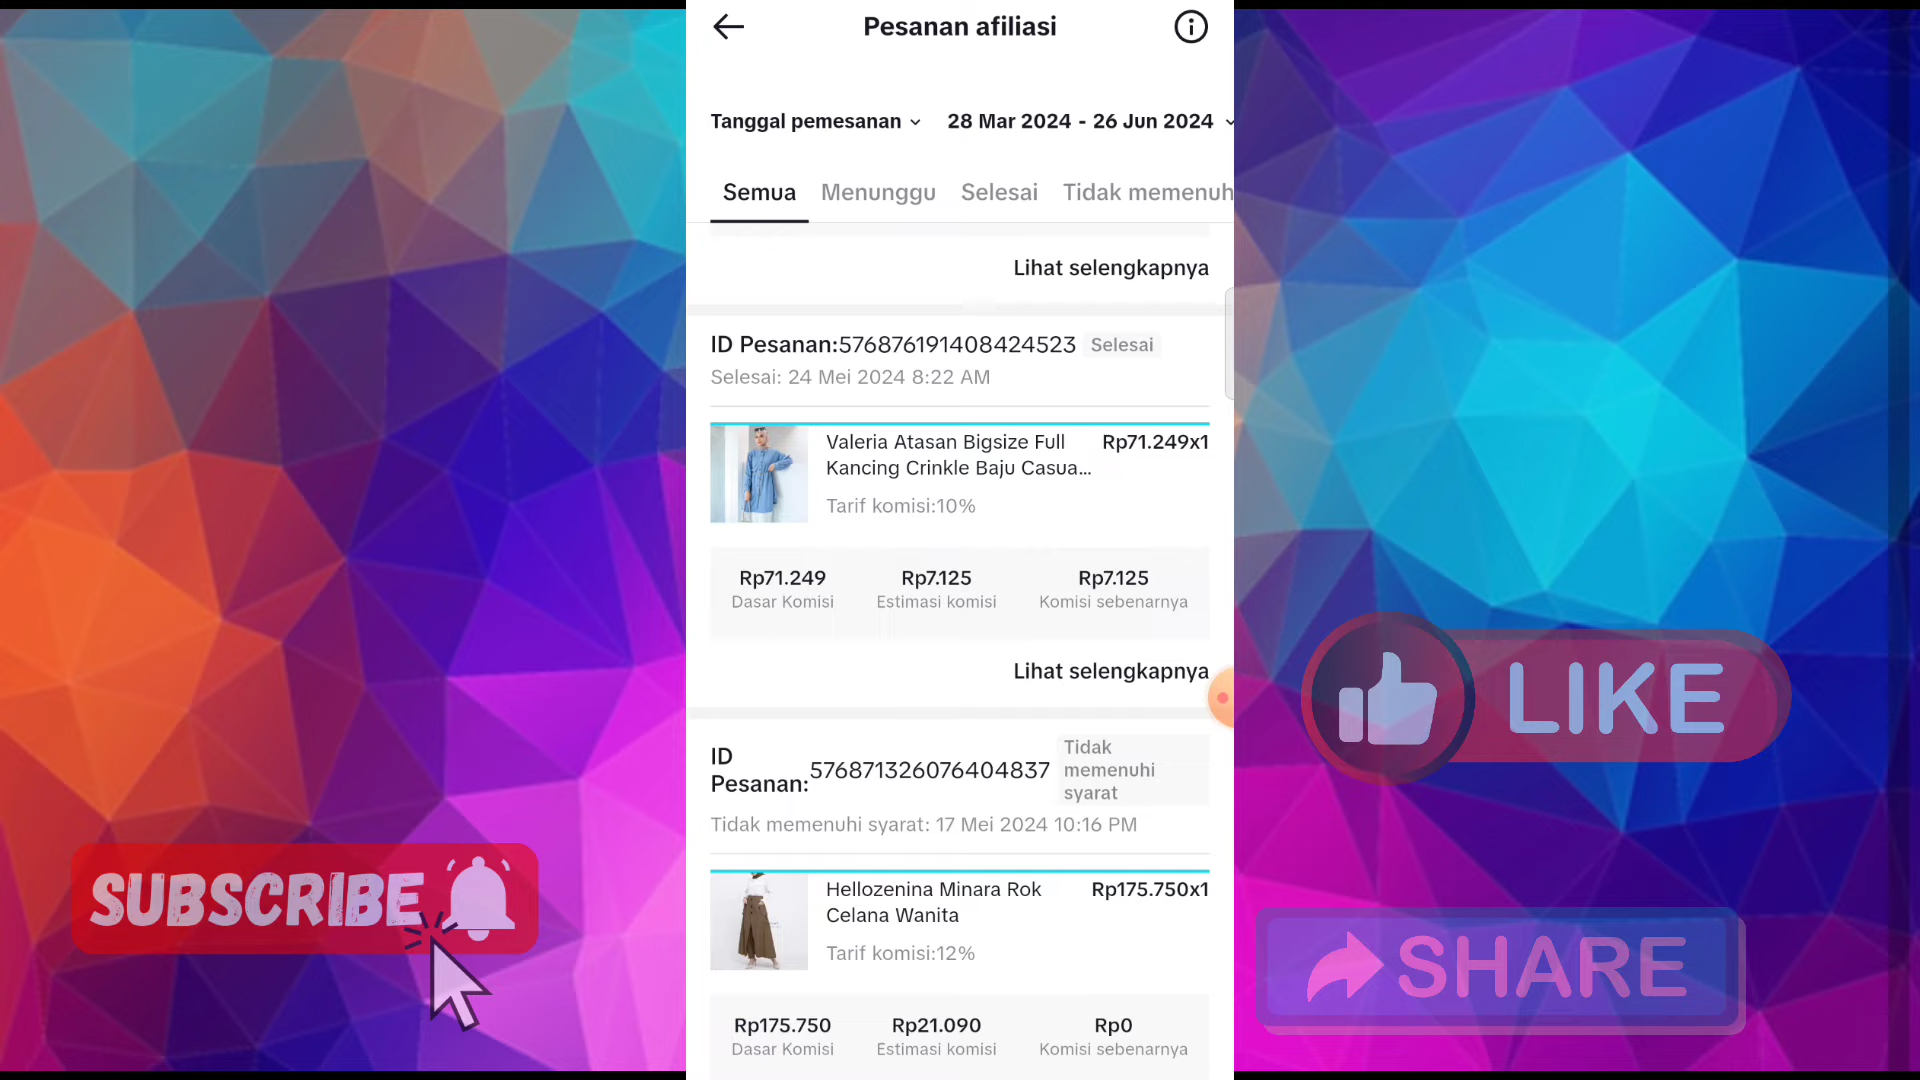 Pesanan afiliasi
Tanggal pemesanan 28 Mar 2024 - 26 Jun 2024
Semua Menunggu Selesai Tidak memenuh
Lihat selengkapnya
ID Pesanan:576876191408424523 Selesai
Selesai: 24 Mei 2024 8:22 AM
Valeria Atasan Bigsize Full Rp71.249x1
Kancing Crinkle Baju Casua...
Tarif komisi:10%
Rp71.249 Rp7.125 Rp7.125
Dasar Komisi Estimasi komisi Komisi sebenarnya
Lihat selengkapnya
ID
Pesanan:576871326076404837
Tidak
memenuhi
syarat
Tidak memenuhi syarat: 17 Mei 2024 10:16 PM
Hellozenina Minara Rok Rp175.750x1
Celana Wanita
Tarif komisi:12%
Rp175.750 Rp21.090 Rp0
Dasar Komisi Estimasi komisi Komisi sebenarnya
SUBSCRIBE
LIKE
SHARE